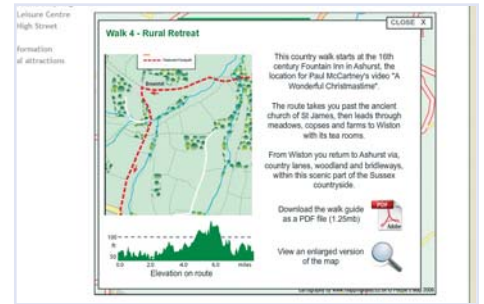 Leisure Centre
High Street
formation
al attractions
CLOSE X
Walk 4 - Rural Retreat
This country walk starts at the 16th
century Fountain Inn in Ashurst, the
location for Paul McCartney's video "A
Wonderful Christmastime".
The route takes you past the ancient
church of St James, then leads through
meadows, copses and farms to Wiston
with its tea rooms.
From Wiston you return to Ashurst via,
country lanes, woodland and bridleways,
within this scenic part of the Sussex
countryside.
Download the walk guide
as a PDF file (1.25mb)
PDF
Adobe
View an enlarged version
of the map
100
ft
50
0.0 2.0 4.0 6.0 miles
Elevation on route